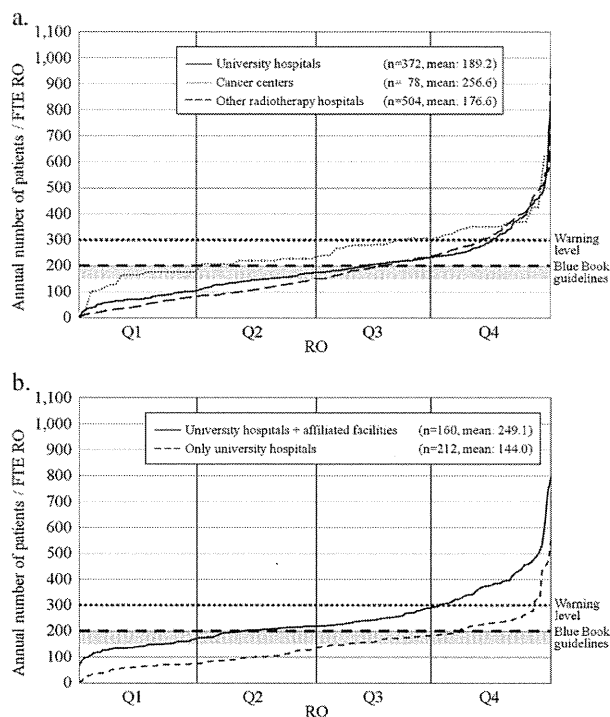 a.
1,100
1,000
900
800
700
600
500
400
300
200
100
0
Annual number of patients / FTE RO
University hospitals (n=372, mean: 189.2)
Cancer centers (n= 78, mean: 256.6)
Other radiotherapy hospitals (n=504, mean: 176.6)
Warning level
Blue Book guidelines
Q1 Q2 Q3 Q4
RO
b.
1,100
1,000
900
800
700
600
500
400
300
200
100
0
Annual number of patients / FTE RO
University hospitals + affiliated facilities (n=160, mean: 249.1)
Only university hospitals (n=212, mean: 144.0)
Warning level
Blue Book guidelines
Q1 Q2 Q3 Q4
RO